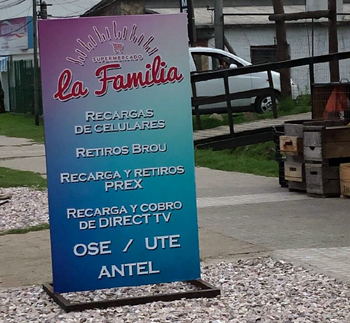 SUPERMERCADO
La Familia
RECARGAS
DE CELULARES
RETIROS BROU
RECARGA Y RETIROS
PREX
RECARGA Y COBRO
DE DIRECT TV
OSE / UTE
ANTEL